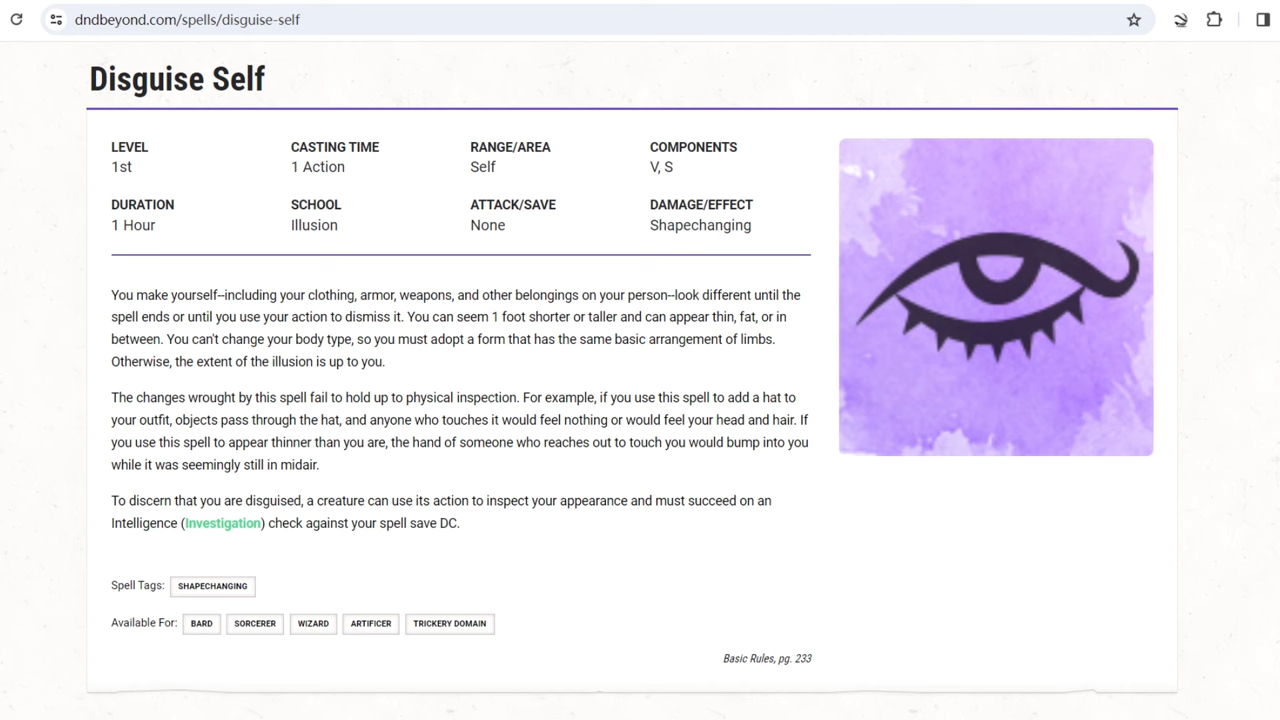 dndbeyond.com/spells/disguise-self
Disguise Self
LEVEL
1st
CASTING TIME
1 Action
RANGE/AREA
Self
COMPONENTS
V, S
DURATION
1 Hour
SCHOOL
Illusion
ATTACK/SAVE
None
DAMAGE/EFFECT
Shapechanging
You make yourself--including your clothing, armor, weapons, and other belongings on your person--look different until the
spell ends or until you use your action to dismiss it. You can seem 1 foot shorter or taller and can appear thin, fat, or in
between. You can't change your body type, so you must adopt a form that has the same basic arrangement of limbs.
Otherwise, the extent of the illusion is up to you.
The changes wrought by this spell fail to hold up to physical inspection. For example, if you use this spell to add a hat to
your outfit, objects pass through the hat, and anyone who touches it would feel nothing or would feel your head and hair. If
you use this spell to appear thinner than you are, the hand of someone who reaches out to touch you would bump into you
while it was seemingly still in midair.
To discern that you are disguised, a creature can use its action to inspect your appearance and must succeed on an
Intelligence (Investigation) check against your spell save DC.
Spell Tags: SHAPECHANGING
Available For: BARD SORCERER WIZARD ARTIFICER TRICKERY DOMAIN
Basic Rules, pg. 233